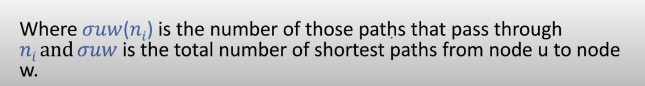 Where 𝜎𝑢𝑤(𝑛ᵢ) is the number of those paths that pass through
𝑛ᵢ and 𝜎𝑢𝑤 is the total number of shortest paths from node u to node
w.